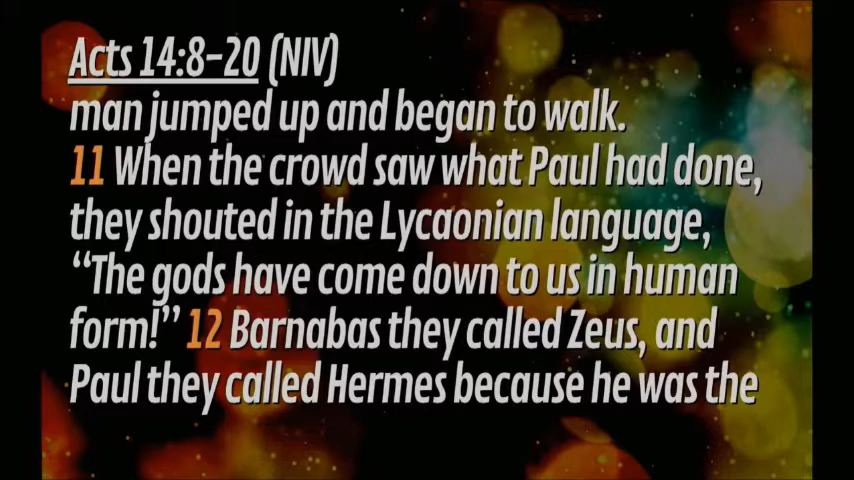 Acts 14:8-20 (NIV)
man jumped up and began to walk.
11 When the crowd saw what Paul had done,
they shouted in the Lycaonian language,
“The gods have come down to us in human
form!” 12 Barnabas they called Zeus, and
Paul they called Hermes because he was the